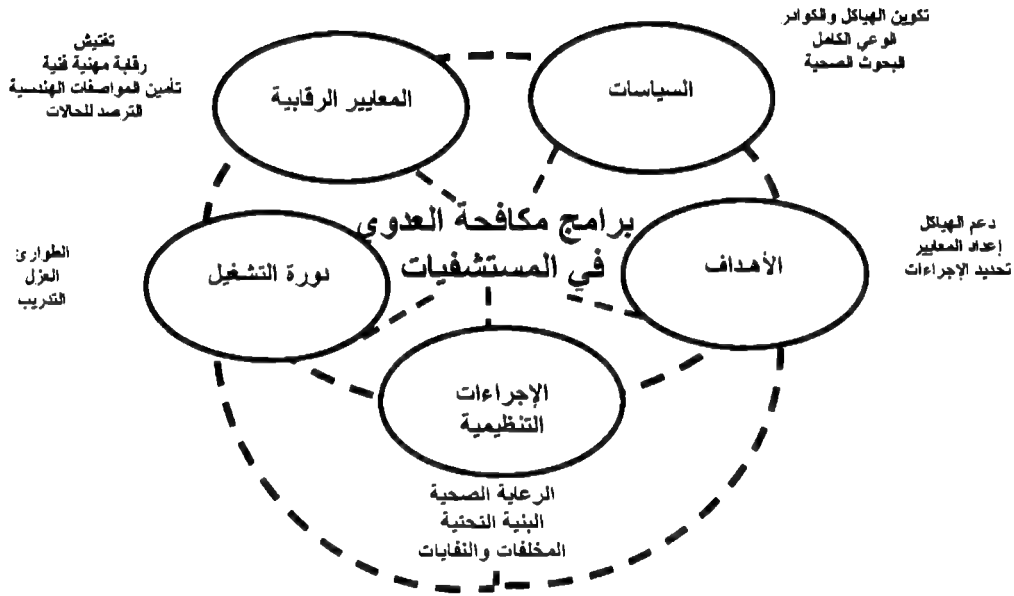 تكوين الهياكل والكوادر
الوعي الكامل
البحوث الصحية
السياسات
تفتيش
رقابة مهنية فنية
تأمين المواصفات الهندسية
الترصد للحالات
المعايير الرقابية
برامج مكافحة العدوي
في المستشفيات
دعم الهياكل
إعداد المعايير
تحديد الإجراءات
الأهداف
دورة التشغيل
الطوارئ
العزل
التدريب
الإجراءات
التنظيمية
الرعاية الصحية
البنية التحتية
المخلفات والنفايات